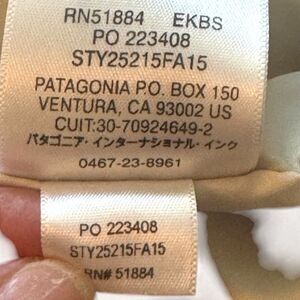 RN51884 EKBS
PO 223408
STY25215FA15
PATAGONIA P.O. BOX 150
VENTURA, CA 93002 US
CUIT:30-70924649-2
パタゴニア・インターナショナル・インク
0467-23-8961
PO 223408
STY25215FA15
RN# 51884